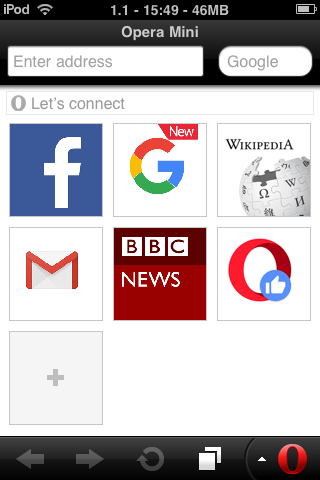 iPod 1.1 - 15:49 - 46MB
Opera Mini
Enter address Google
Let's connect
f New G WIKIPEDIA
W
И
BBC
NEWS